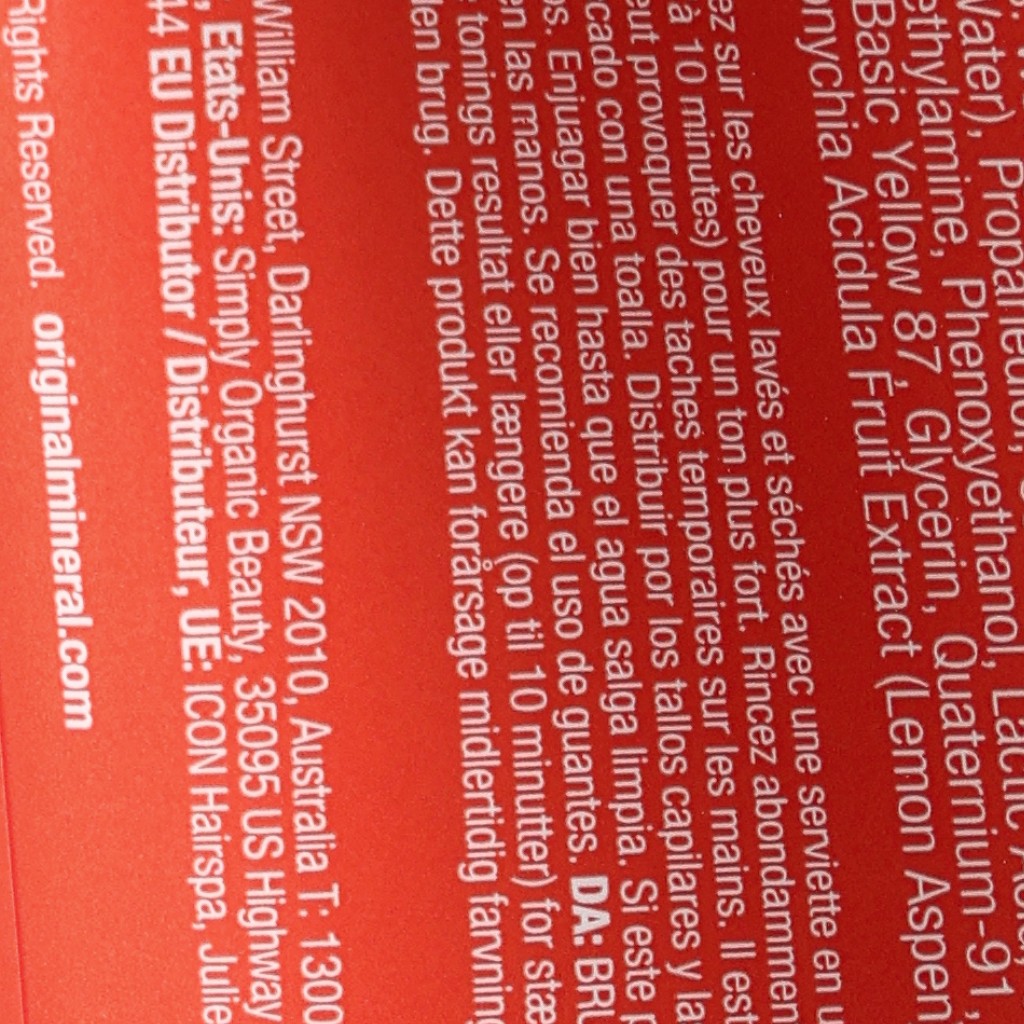 Water), Propanediol,
ethylamine, Phenoxyethanol, Lactic
Basic Yellow 87, Glycerin, Quaternium-91,
onychia Acidula Fruit Extract (Lemon Aspen
ez sur les cheveux lavés et séchés avec une serviette en
à 10 minutes) pour un ton plus fort. Rincez abondammen
eut provoquer des taches temporaires sur les mains. Il est
cado con una toalla. Distribuir por los tallos capilares y la
os. Enjuagar bien hasta que el agua salga limpia. Si este p
en las manos. Se recomienda el uso de guantes. DA: BRU
tonings resultat eller længere (op til 10 minutter) for stæ
den brug. Dette produkt kan forårsage midlertidig farvning
William Street, Darlinghurst NSW 2010, Australia T: 1300
, Etats-Unis: Simply Organic Beauty, 35095 US Highway
44 EU Distributor / Distributeur, UE: ICON Hairspa, Julie
Rights Reserved. originalmineral.com